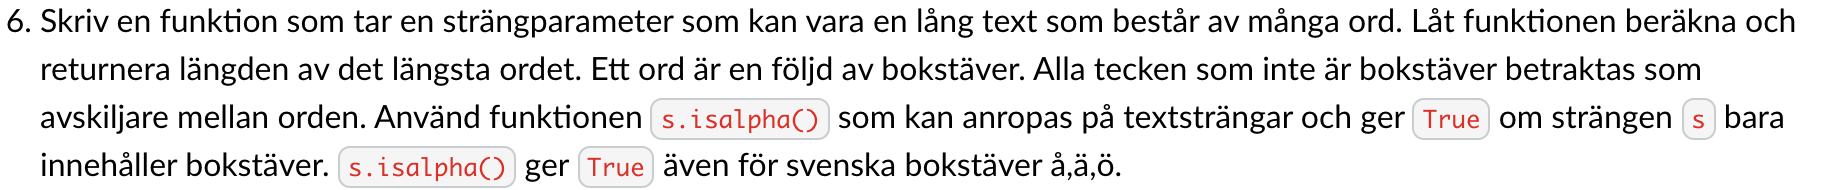 6. Skriv en funktion som tar en strängparameter som kan vara en lång text som består av många ord. Låt funktionen beräkna och
returnera längden av det längsta ordet. Ett ord är en följd av bokstäver. Alla tecken som inte är bokstäver betraktas som
avskiljare mellan orden. Använd funktionen s.isalpha() som kan anropas på textsträngar och ger True om strängen s bara
innehåller bokstäver. s.isalpha() ger True även för svenska bokstäver å,ä,ö.